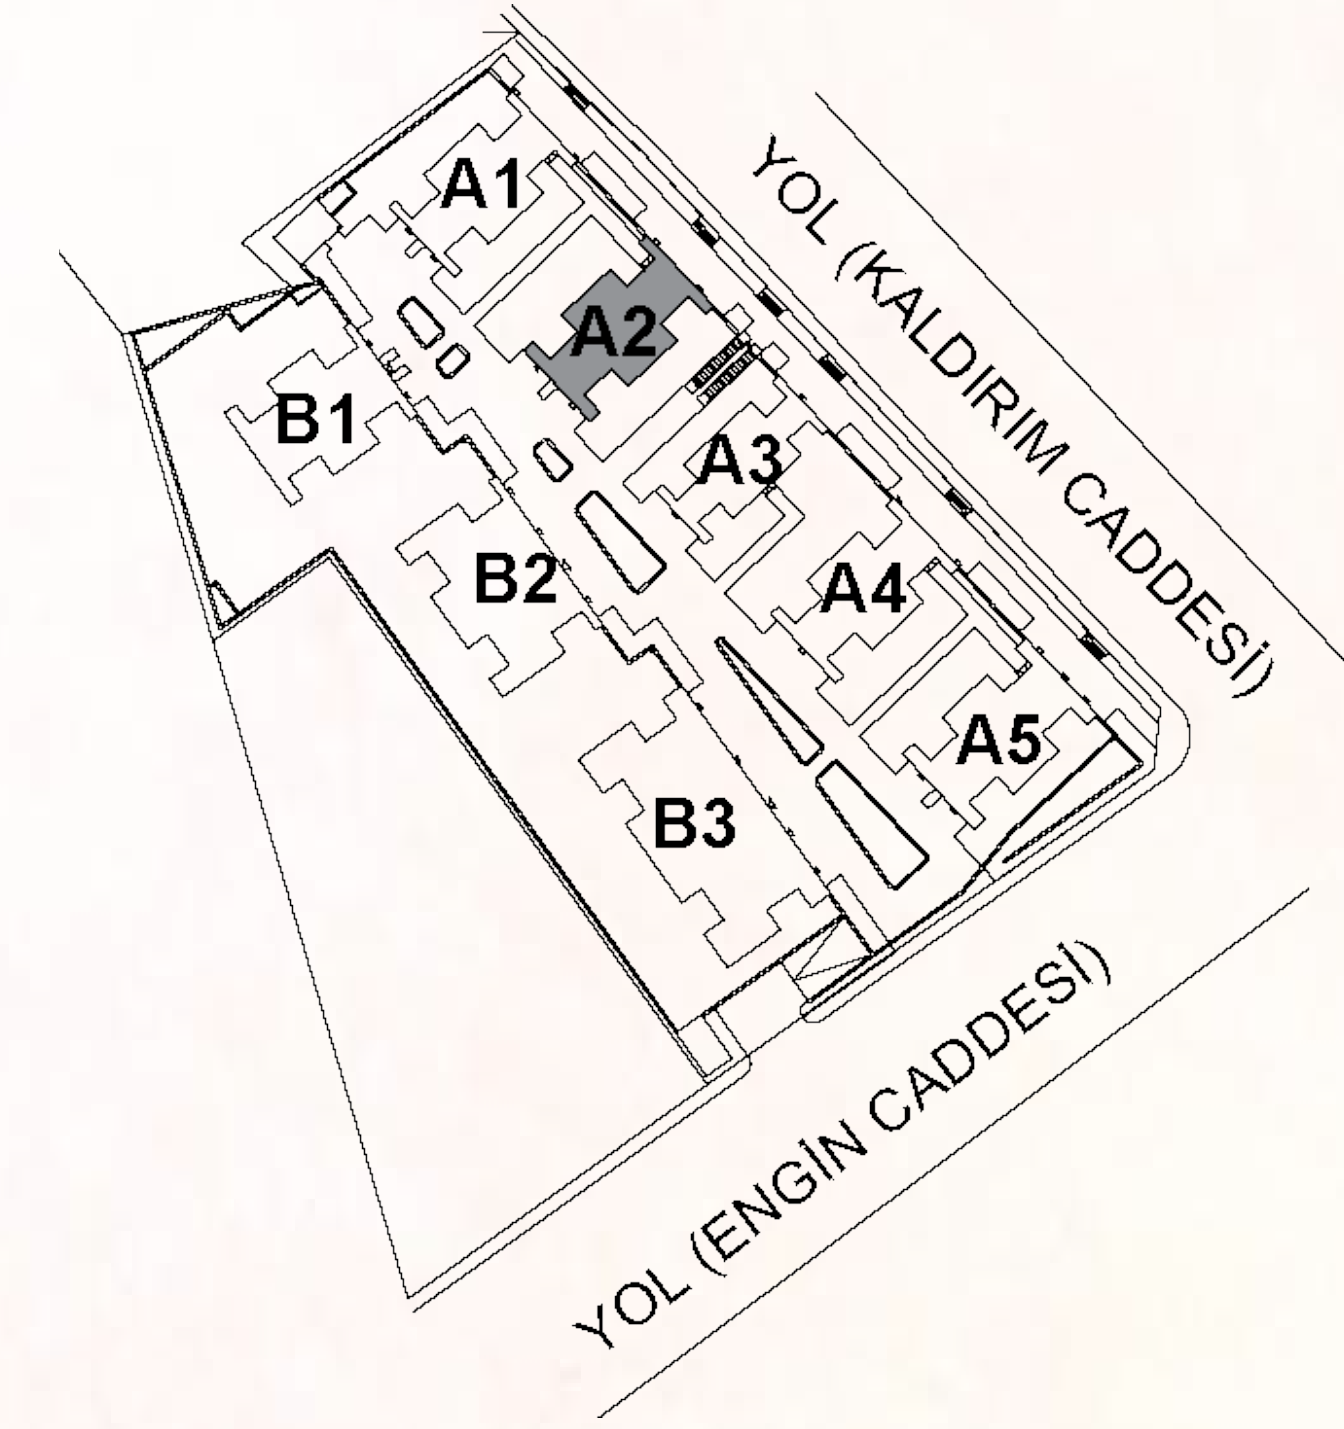 A1
YOL (KALDIRIM CADDESİ)
A2
B1
A3
B2
A4
A5
B3
YOL (ENGİN CADDESİ)